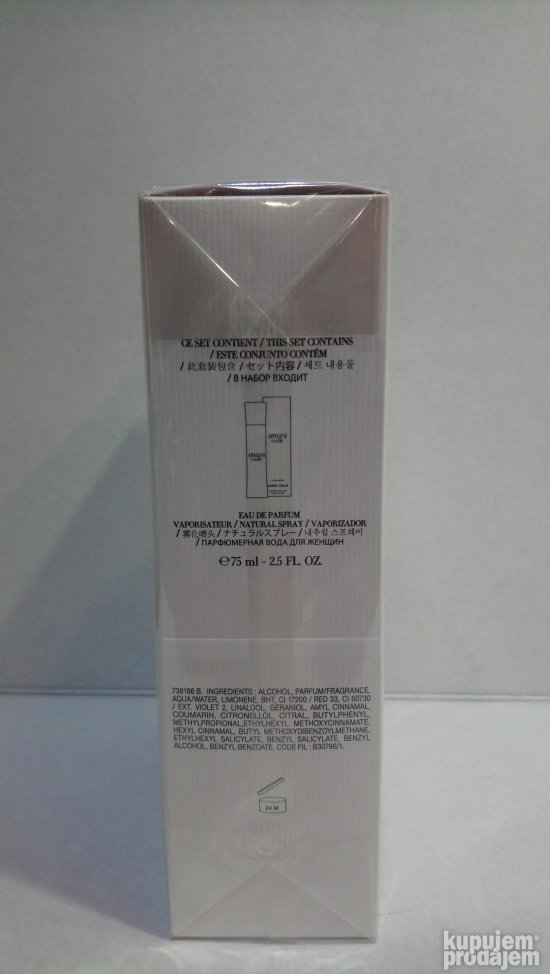 CE SET CONTIENT / THIS SET CONTAINS
/ ESTE CONJUNTO CONTÉM
/ 此套装包含 / セット内容 / 세트 내용물
/ В НАБОР ВХОДИТ
ARMANI
code
ARMANI
code
EAU DE PARFUM
VAPORISATEUR / NATURAL SPRAY / VAPORIZADOR
/ 雾化喷头 / ナチュラルスプレー / 내추럴 스프레이
/ ПАРФЮМЕРНАЯ ВОДА ДЛЯ ЖЕНЩИН
℮75 ml - 2.5 FL. OZ.
738186 B. INGREDIENTS : ALCOHOL, PARFUM/FRAGRANCE,
AQUA/WATER, LIMONENE, BHT, CI 17200 / RED 33, CI 60730
/ EXT. VIOLET 2, LINALOOL, GERANIOL, AMYL CINNAMAL,
COUMARIN, CITRONELLOL, CITRAL, BUTYLPHENYL,
METHYLPROPIONAL,ETHYLHEXYL METHOXYCINNAMATE,
HEXYL CINNAMAL, BUTYL METHOXYDIBENZOYLMETHANE,
ETHYLHEXYL SALICYLATE, BENZYL SALICYLATE, BENZYL
ALCOHOL, BENZYL BENZOATE. CODE FIL : B30796/1.
24 M
kupujem
prodajem